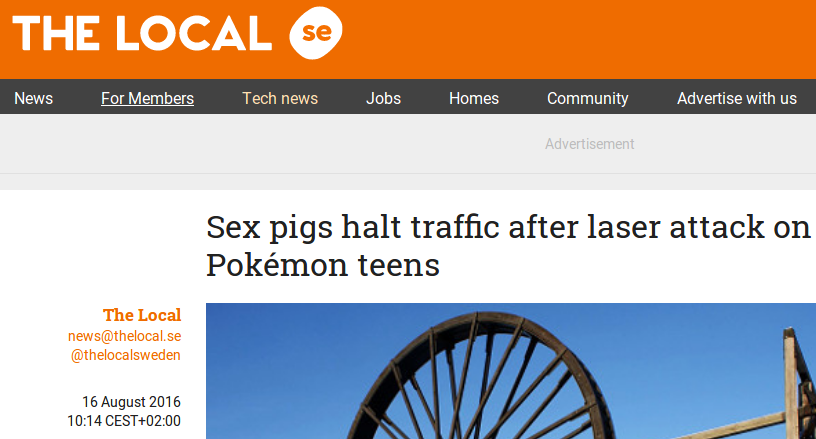 THE LOCAL se
News For Members Tech news Jobs Homes Community Advertise with us
Advertisement
Sex pigs halt traffic after laser attack on
Pokémon teens
The Local
news@thelocal.se
@thelocalsweden
16 August 2016
10:14 CEST+02:00